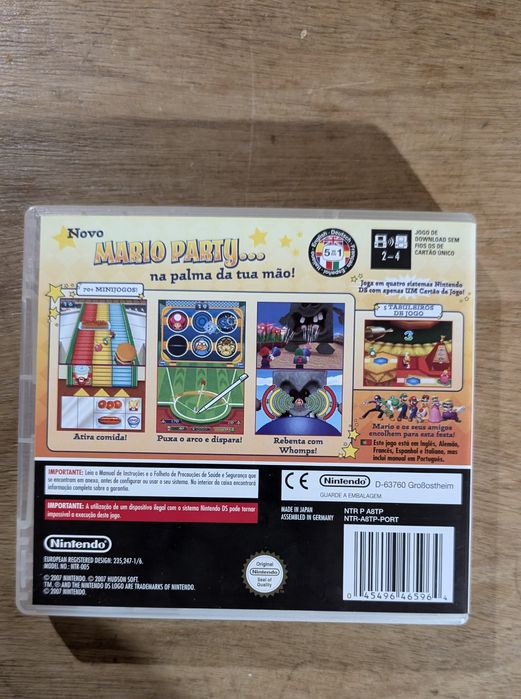 Novo
MARIO PARTY...
na palma da tua mão!
English • Deutsch • Français
5 em 1
Español
2-4
JOGO DE
DOWNLOAD SEM
FIOS DS DE
CARTÃO ÚNICO
Joga em quatro sistemas Nintendo
DS com apenas UM Cartão de Jogo!
70+ MINIJOGOS!
Atira comida!
Puxa o arco e dispara!
Rebenta com
Whomps!
5 TABULEIROS
DE JOGO
3
Mario e os seus amigos
encolhem para esta festa!
Este jogo está em Inglês, Alemão,
Francês, Espanhol e Italiano, mas
inclui manual em Português.
IMPORTANTE: Leia o Manual de Instruções e o Folheto de Precauções de Saúde e Segurança que
se encontram em anexo, antes de configurar ou usar o seu sistema. No interior da caixa encontrará
informação completa sobre a garantia.
IMPORTANTE: A utilização de um dispositivo ilegal com o sistema Nintendo DS pode tornar
impossível a execução deste jogo.
CE
Nintendo
D-63760 Großostheim
GUARDE A EMBALAGEM.
MADE IN JAPAN
ASSEMBLED IN GERMANY
NTR P A8TP
NTR-A8TP-PORT
Nintendo
EUROPEAN REGISTERED DESIGN: 235,247-1/6.
MODEL NO.: NTR-005
© 2007 NINTENDO. © 2007 HUDSON SOFT.
TM, ® AND THE NINTENDO DS LOGO ARE TRADEMARKS OF NINTENDO.
© 2007 NINTENDO.
Original
Nintendo
Seal of
Quality
0 45496 46596 4